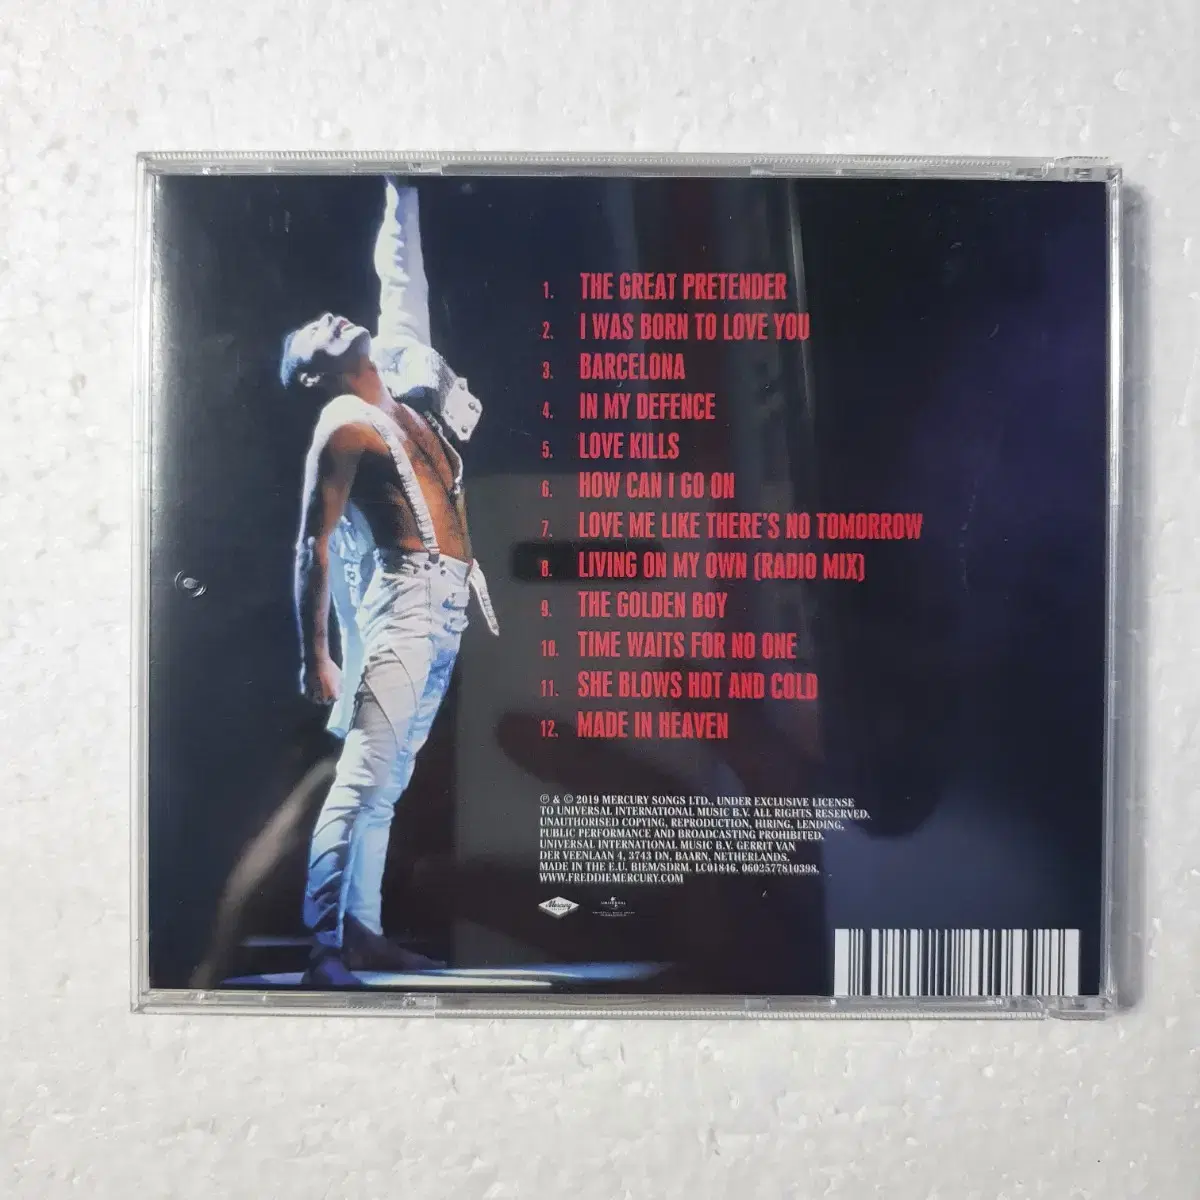 1. THE GREAT PRETENDER
2. I WAS BORN TO LOVE YOU
3. BARCELONA
4. IN MY DEFENCE
5. LOVE KILLS
6. HOW CAN I GO ON
7. LOVE ME LIKE THERE'S NO TOMORROW
8. LIVING ON MY OWN (RADIO MIX)
9. THE GOLDEN BOY
10. TIME WAITS FOR NO ONE
11. SHE BLOWS HOT AND COLD
12. MADE IN HEAVEN
℗ & © 2019 MERCURY SONGS LTD., UNDER EXCLUSIVE LICENSE
TO UNIVERSAL INTERNATIONAL MUSIC B.V. ALL RIGHTS RESERVED.
UNAUTHORISED COPYING, REPRODUCTION, HIRING, LENDING,
PUBLIC PERFORMANCE AND BROADCASTING PROHIBITED.
UNIVERSAL INTERNATIONAL MUSIC B.V. GERRIT VAN
DER VEENLAAN 4, 3743 DN, BAARN, NETHERLANDS.
MADE IN THE E.U. BIEM/SDRM. LC01846. 0602577810398.
WWW.FREDDIEMERCURY.COM
Mercury
UNIVERSAL